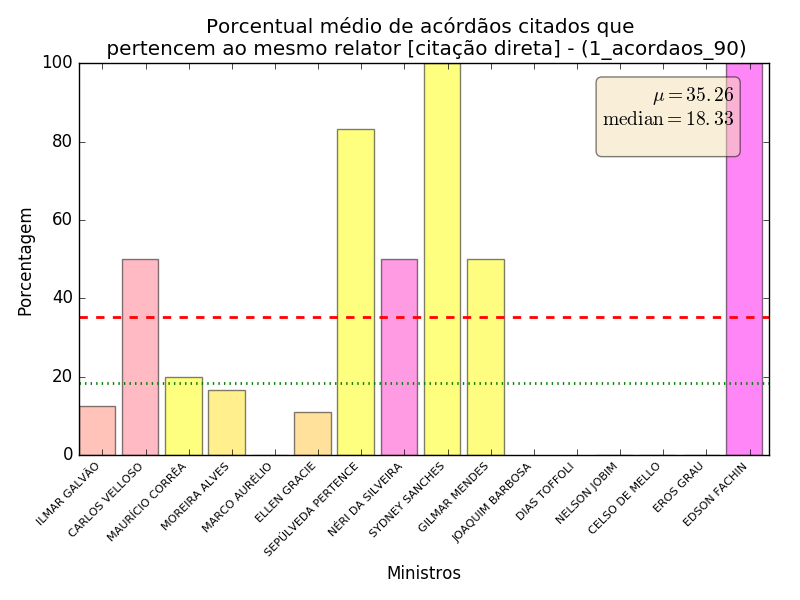 Porcentual médio de acórdãos citados que
pertencem ao mesmo relator [citação direta] - (1_acordaos_90)
100
80
60
40
20
0
Porcentagem
μ = 35.26
median = 18.33
ILMAR GALVÃO
CARLOS VELLOSO
MAURÍCIO CORRÊA
MOREIRA ALVES
MARCO AURÉLIO
ELLEN GRACIE
SEPÚLVEDA PERTENCE
NÉRI DA SILVEIRA
SYDNEY SANCHES
GILMAR MENDES
JOAQUIM BARBOSA
DIAS TOFFOLI
NELSON JOBIM
CELSO DE MELLO
EROS GRAU
EDSON FACHIN
Ministros